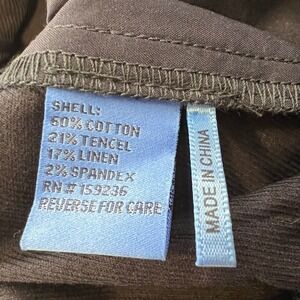 SHELL:
60% COTTON
21% TENCEL
17% LINEN
2% SPANDEX
RN # 159236
REVERSE FOR CARE
MADE IN CHINA